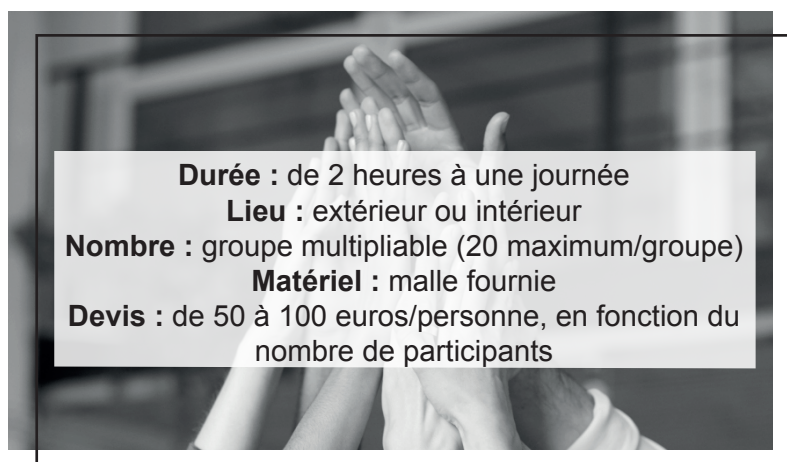 Durée : de 2 heures à une journée
Lieu : extérieur ou intérieur
Nombre : groupe multipliable (20 maximum/groupe)
Matériel : malle fournie
Devis : de 50 à 100 euros/personne, en fonction du
nombre de participants